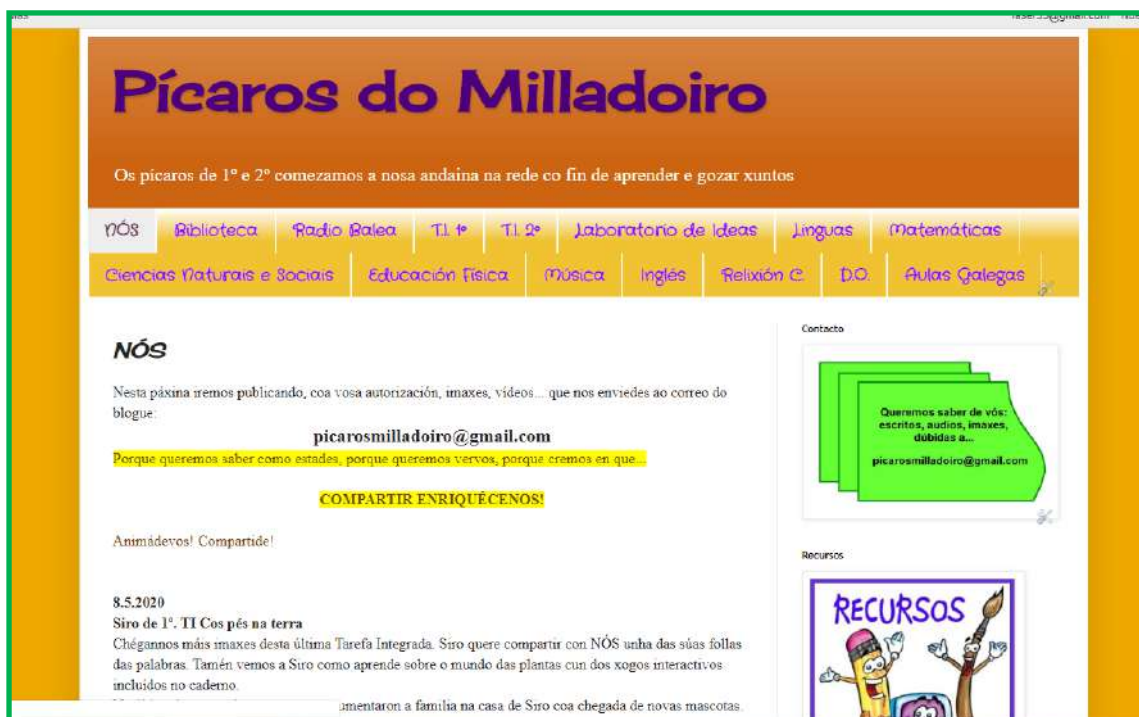 Pícaros do Milladoiro
Os pícaros de 1º e 2º comezamos a nosa andaina na rede co fin de aprender e gozar xuntos
NÓS Biblioteca Radio Balea T.I. 1º T.I. 2º Laboratorio de Ideas Linguas Matemáticas
Ciencias Naturais e Sociais Educación Física Música Inglés Relixión C. D.O. Aulas Galegas
NÓS
Nesta páxina iremos publicando, coa vosa autorización, imaxes, vídeos... que nos enviedes ao correo do
blogue:
picarosmilladoiro@gmail.com
Porque queremos saber como estades, porque queremos vervos, porque cremos en que...
COMPARTIR ENRIQUÉCENOS!
Animádevos! Compartide!
8.5.2020
Siro de 1º. TI Cos pés na terra
Chégannos máis imaxes desta última Tarefa Integrada. Siro quere compartir con NÓS unha das súas follas
das palabras. Tamén vemos a Siro como aprende sobre o mundo das plantas cun dos xogos interactivos
incluídos no caderno.
umentaron a familia na casa de Siro coa chegada de novas mascotas.
Contacto
Queremos saber de vós:
escritos, audios, imaxes,
dúbidas a...
picarosmilladoiro@gmail.com
Recursos
RECURSOS